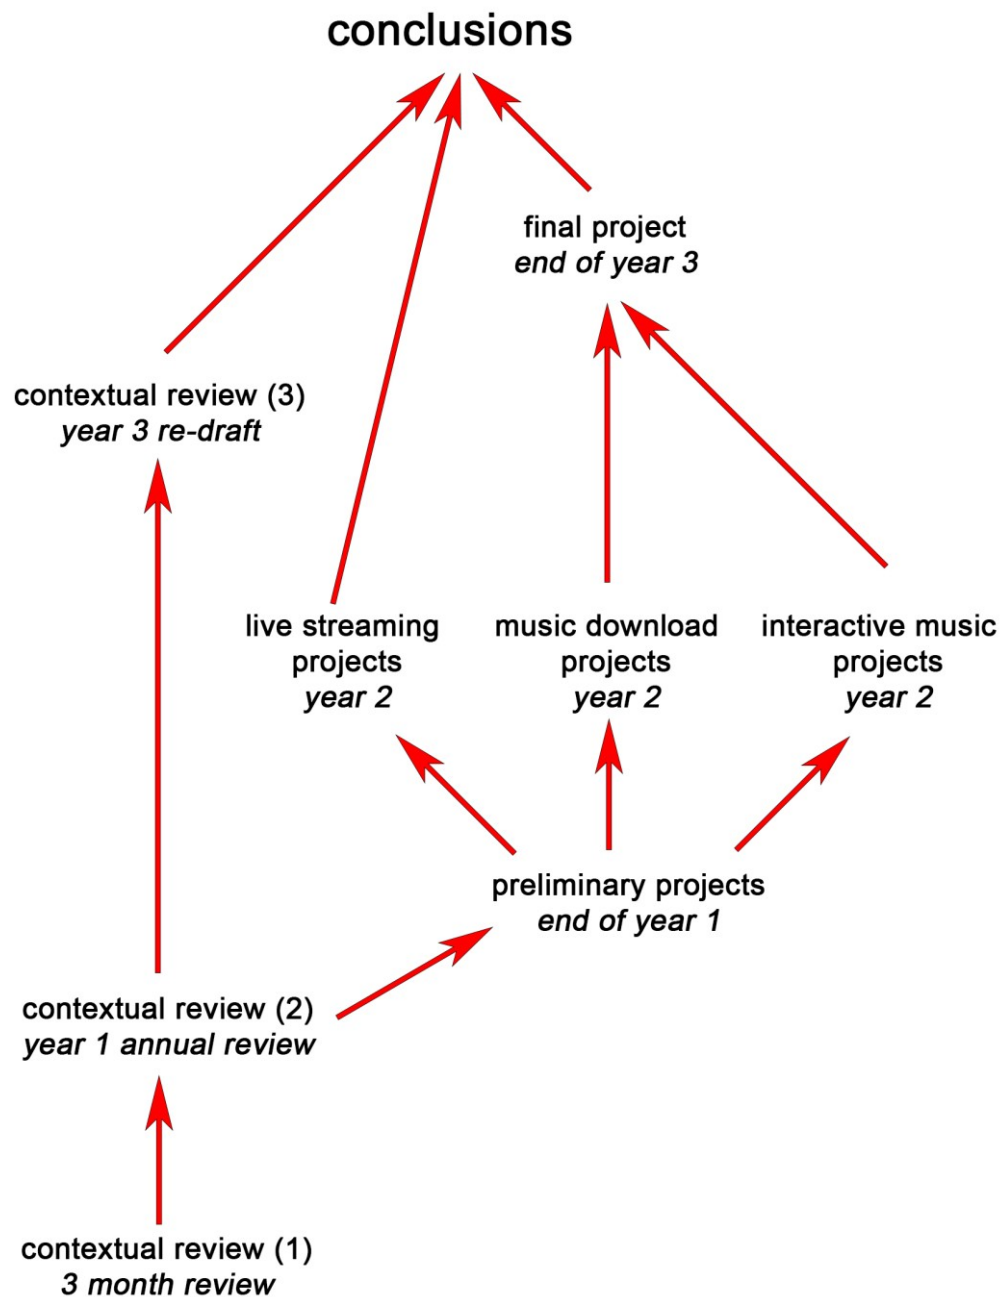 conclusions
final project
end of year 3
contextual review (3)
year 3 re-draft
live streaming
projects
year 2
music download
projects
year 2
interactive music
projects
year 2
preliminary projects
end of year 1
contextual review (2)
year 1 annual review
contextual review (1)
3 month review